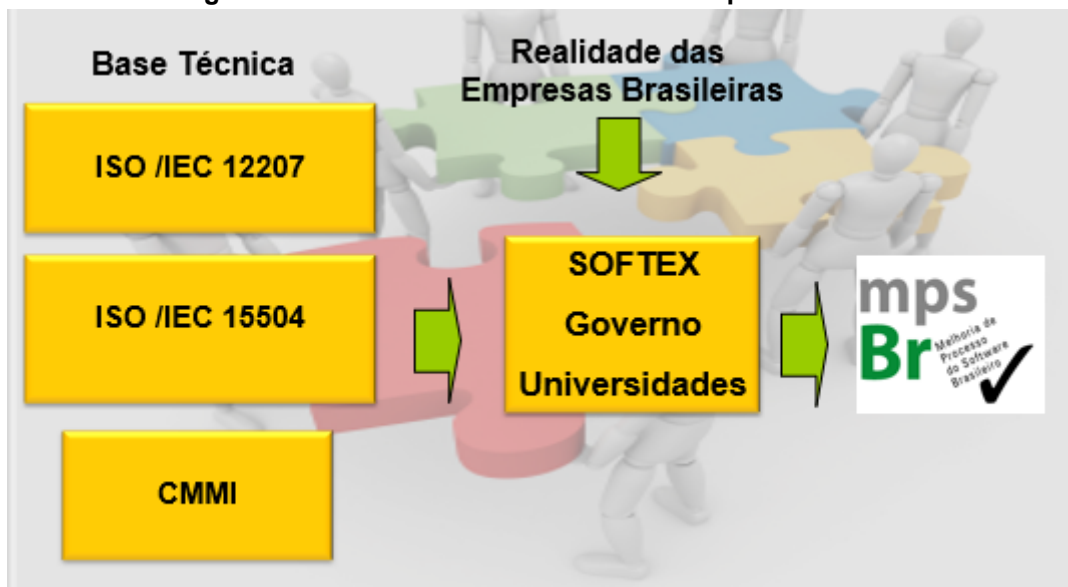 Base Técnica
ISO /IEC 12207
ISO /IEC 15504
CMMI
Realidade das
Empresas Brasileiras
SOFTEX
Governo
Universidades
mps
Br
Melhoria de
Processo
do Software
Brasileiro